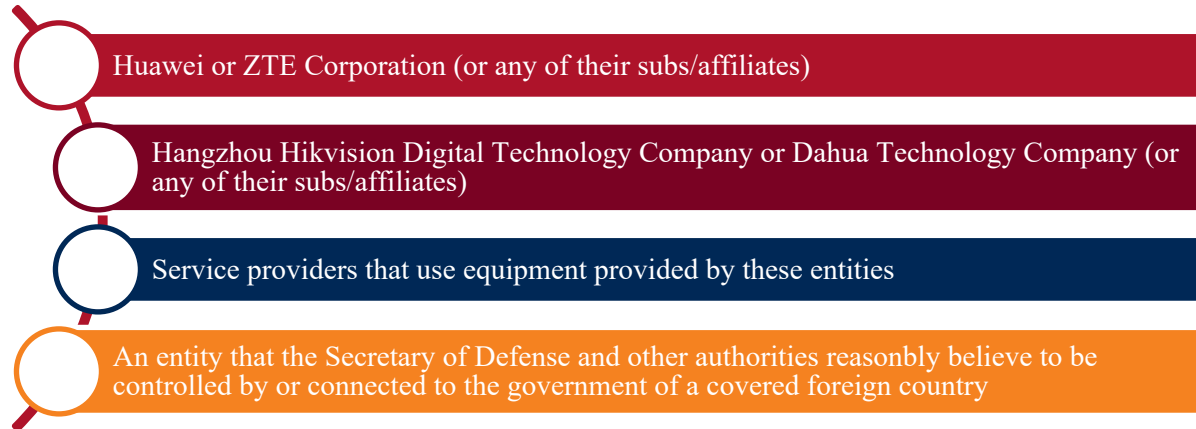 Huawei or ZTE Corporation (or any of their subs/affiliates)
Hangzhou Hikvision Digital Technology Company or Dahua Technology Company (or
any of their subs/affiliates)
Service providers that use equipment provided by these entities
An entity that the Secretary of Defense and other authorities reasonbly believe to be
controlled by or connected to the government of a covered foreign country